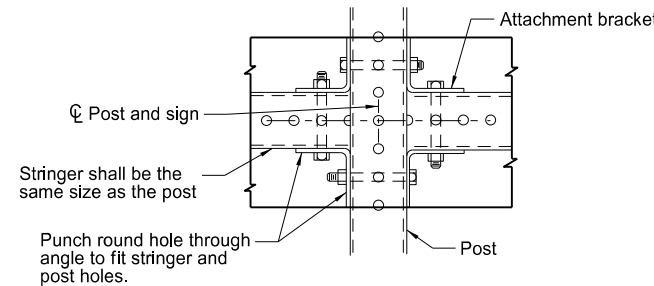 Attachment bracket
℄ Post and sign
Stringer shall be the
same size as the post
Punch round hole through
angle to fit stringer and
post holes.
Post